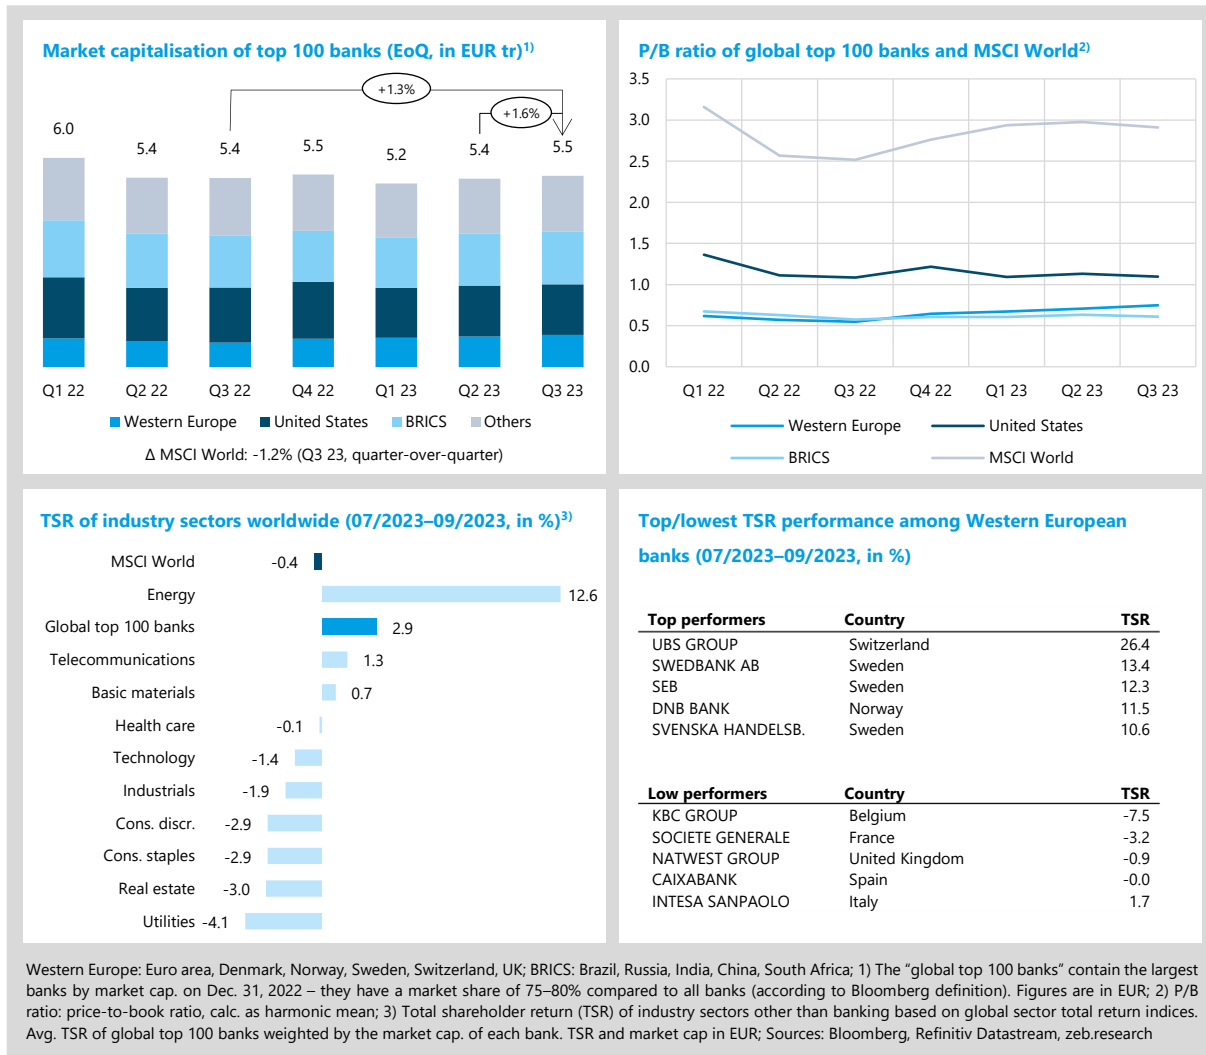 Market capitalisation of top 100 banks (EoQ, in EUR tr)1)
+1.3%
+1.6%
6.0
5.4
5.4
5.5
5.2
5.4
5.5
Q1 22 Q2 22 Q3 22 Q4 22 Q1 23 Q2 23 Q3 23
Western Europe United States BRICS Others
Δ MSCI World: -1.2% (Q3 23, quarter-over-quarter)
P/B ratio of global top 100 banks and MSCI World2)
3.5
3.0
2.5
2.0
1.5
1.0
0.5
0.0
Q1 22 Q2 22 Q3 22 Q4 22 Q1 23 Q2 23 Q3 23
Western Europe United States
BRICS MSCI World
TSR of industry sectors worldwide (07/2023–09/2023, in %)3)
MSCI World -0.4
Energy 12.6
Global top 100 banks 2.9
Telecommunications 1.3
Basic materials 0.7
Health care -0.1
Technology -1.4
Industrials -1.9
Cons. discr. -2.9
Cons. staples -2.9
Real estate -3.0
Utilities -4.1
Top/lowest TSR performance among Western European
banks (07/2023–09/2023, in %)
Top performers Country TSR
UBS GROUP Switzerland 26.4
SWEDBANK AB Sweden 13.4
SEB Sweden 12.3
DNB BANK Norway 11.5
SVENSKA HANDELSB. Sweden 10.6
Low performers Country TSR
KBC GROUP Belgium -7.5
SOCIETE GENERALE France -3.2
NATWEST GROUP United Kingdom -0.9
CAIXABANK Spain -0.0
INTESA SANPAOLO Italy 1.7
Western Europe: Euro area, Denmark, Norway, Sweden, Switzerland, UK; BRICS: Brazil, Russia, India, China, South Africa; 1) The “global top 100 banks” contain the largest
banks by market cap. on Dec. 31, 2022 – they have a market share of 75–80% compared to all banks (according to Bloomberg definition). Figures are in EUR; 2) P/B
ratio: price-to-book ratio, calc. as harmonic mean; 3) Total shareholder return (TSR) of industry sectors other than banking based on global sector total return indices.
Avg. TSR of global top 100 banks weighted by the market cap. of each bank. TSR and market cap in EUR; Sources: Bloomberg, Refinitiv Datastream, zeb.research